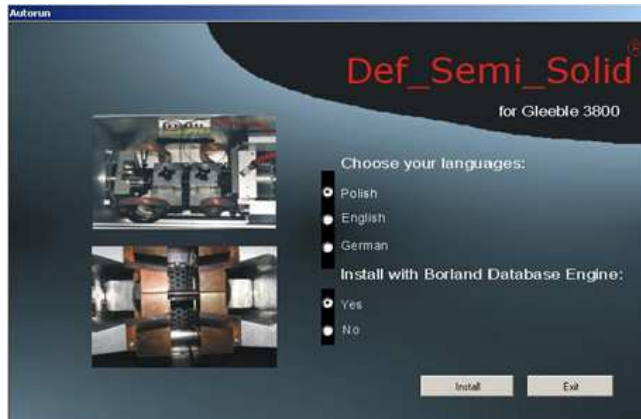 Autorun
Def_Semi_Solid®
for Gleeble 3800
Choose your languages:
Polish
English
German
Install with Borland Database Engine:
Yes
No
Install
Exit